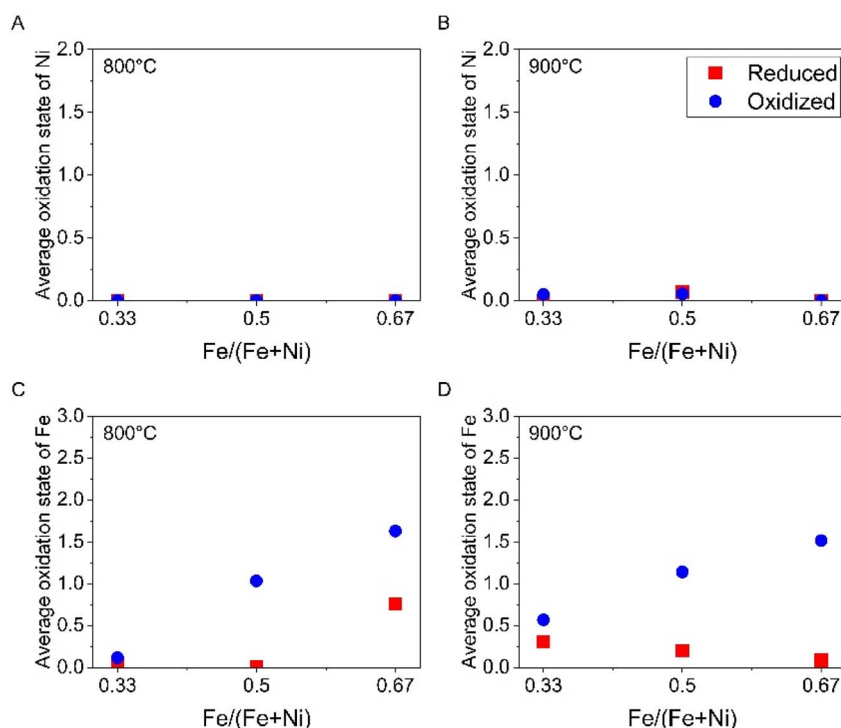 A
B
Average oxidation state of Ni
2.0
1.5
1.0
0.5
0.0
800°C
0.33
0.5
0.67
Fe/(Fe+Ni)
Average oxidation state of Ni
2.0
1.5
1.0
0.5
0.0
900°C
Reduced
Oxidized
0.33
0.5
0.67
Fe/(Fe+Ni)
C
D
Average oxidation state of Fe
3.0
2.5
2.0
1.5
1.0
0.5
0.0
800°C
0.33
0.5
0.67
Fe/(Fe+Ni)
Average oxidation state of Fe
3.0
2.5
2.0
1.5
1.0
0.5
0.0
900°C
0.33
0.5
0.67
Fe/(Fe+Ni)